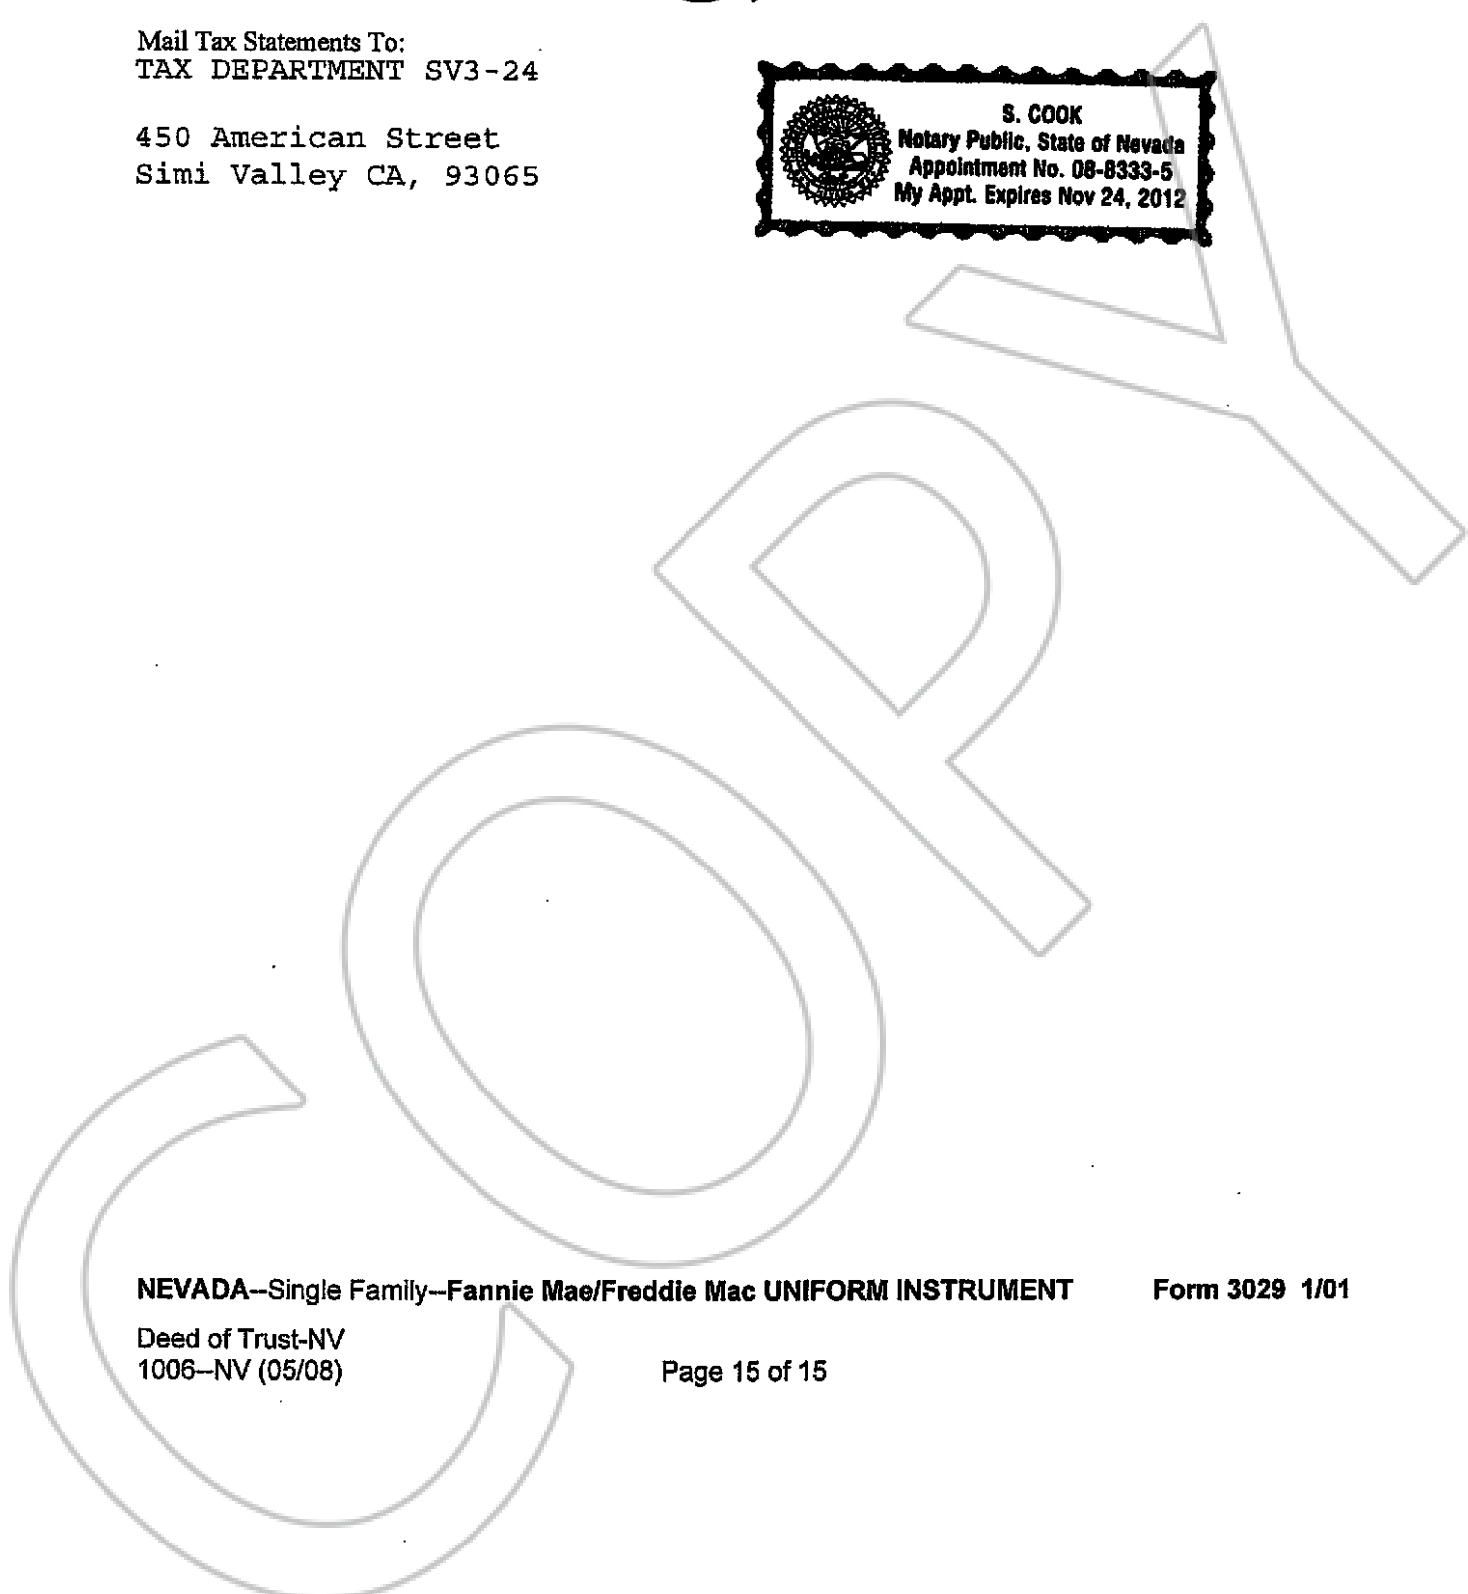 Mail Tax Statements To:
TAX DEPARTMENT SV3-24
450 American Street
Simi Valley CA, 93065
S. COOK
Notary Public, State of Nevada
Appointment No. 08-8333-5
My Appt. Expires Nov 24, 2012
COPY
NEVADA--Single Family--Fannie Mae/Freddie Mac UNIFORM INSTRUMENT Form 3029 1/01
Deed of Trust-NV
1006--NV (05/08)
Page 15 of 15